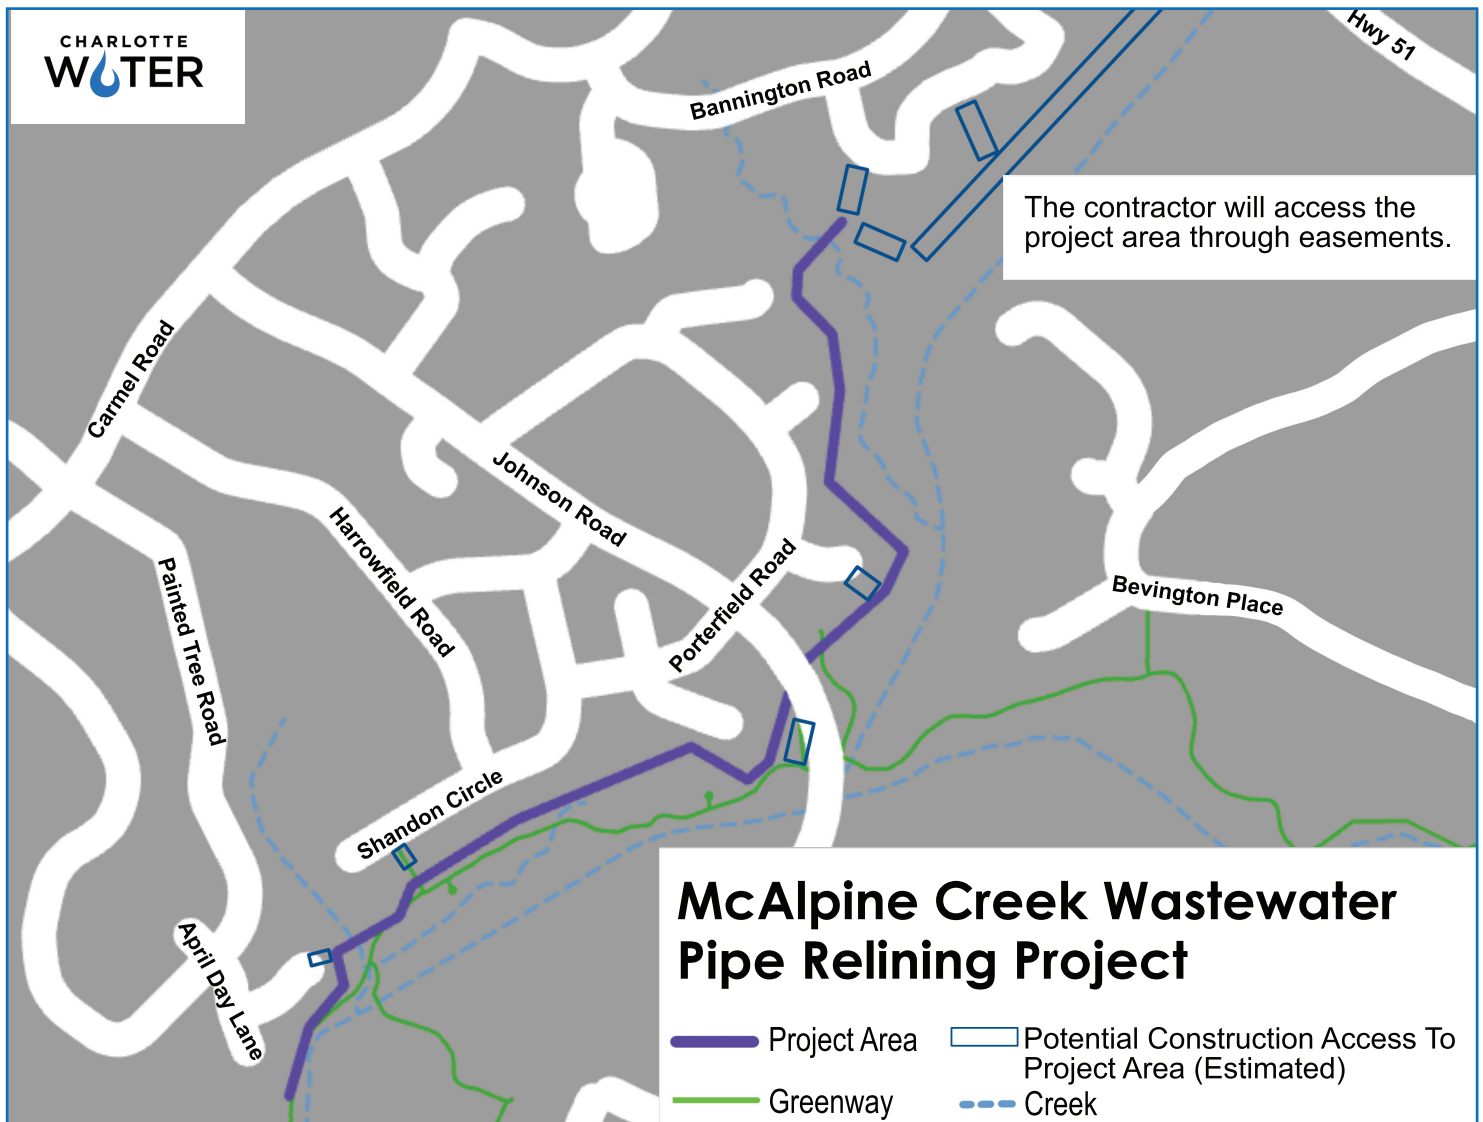 CHARLOTTE
WATER
Hwy 51
Bannington Road
The contractor will access the
project area through easements.
Carmel Road
Johnson Road
Harrowfield Road
Porterfield Road
Painted Tree Road
Bevington Place
Shandon Circle
April Day Lane
McAlpine Creek Wastewater
Pipe Relining Project
Project Area
Potential Construction Access To
Project Area (Estimated)
Greenway
Creek